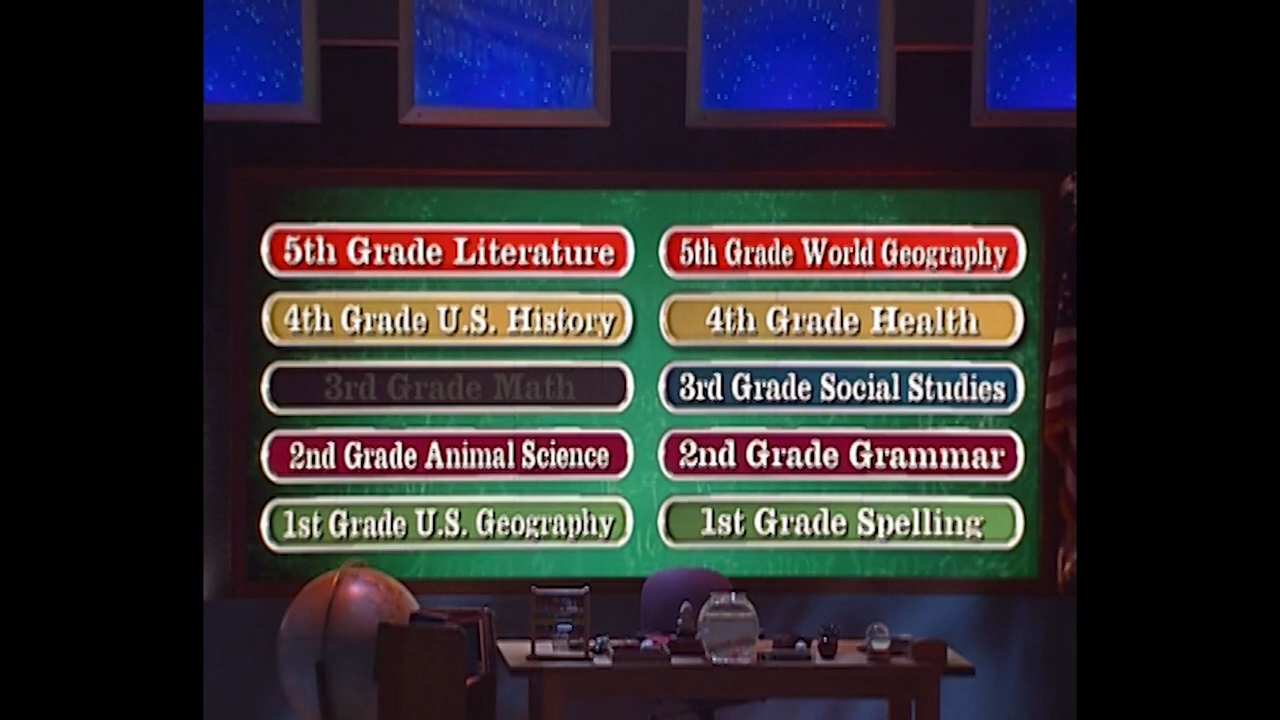 5th Grade Literature
5th Grade World Geography
4th Grade U.S. History
4th Grade Health
3rd Grade Math
3rd Grade Social Studies
2nd Grade Animal Science
2nd Grade Grammar
1st Grade U.S. Geography
1st Grade Spelling